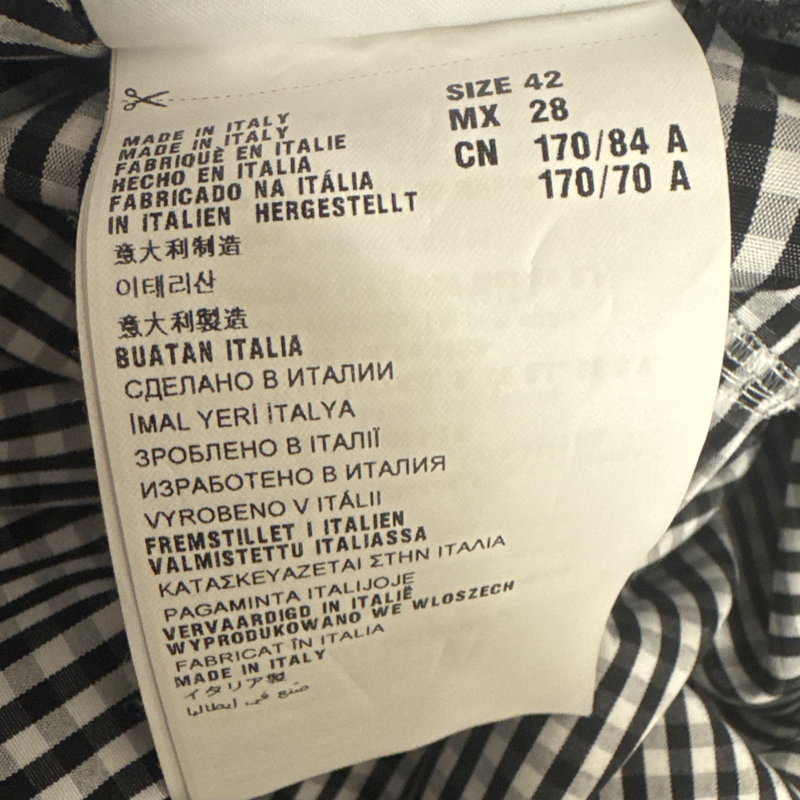 SIZE 42
MX 28
CN 170/84 A
170/70 A
MADE IN ITALY
MADE IN ITALY
FABRIQUÈ EN ITALIE
HECHO EN ITALIA
FABRICADO NA ITÁLIA
IN ITALIEN HERGESTELLT
意大利制造
이태리산
意大利製造
BUATAN ITALIA
СДЕЛАНО В ИТАЛИИ
İMAL YERİ İTALYA
ЗРОБЛЕНО В ІТАЛІЇ
ИЗРАБОТЕНО В ИТАЛИЯ
VYROBENO V ITÁLII
FREMSTILLET I ITALIEN
VALMISTETTU ITALIASSA
ΚΑΤΑΣΚΕΥΑΖΕΤΑΙ ΣΤΗΝ ΙΤΑΛΙΑ
PAGAMINTA ITALIJOJE
VERVAARDIGD IN ITALIË
WYPRODUKOWANO WE WLOSZECH
FABRICAT ÎN ITALIA
MADE IN ITALY
イタリア製
صنع في ايطاليا